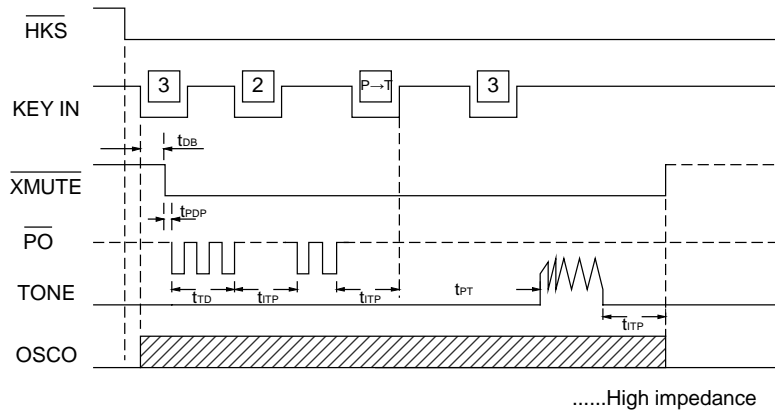 HKS
3 2 P→T 3
KEY IN
tDB
XMUTE
tPDP
PO
tTD tITP tITP tPT
TONE
tITP
OSCO
......High impedance